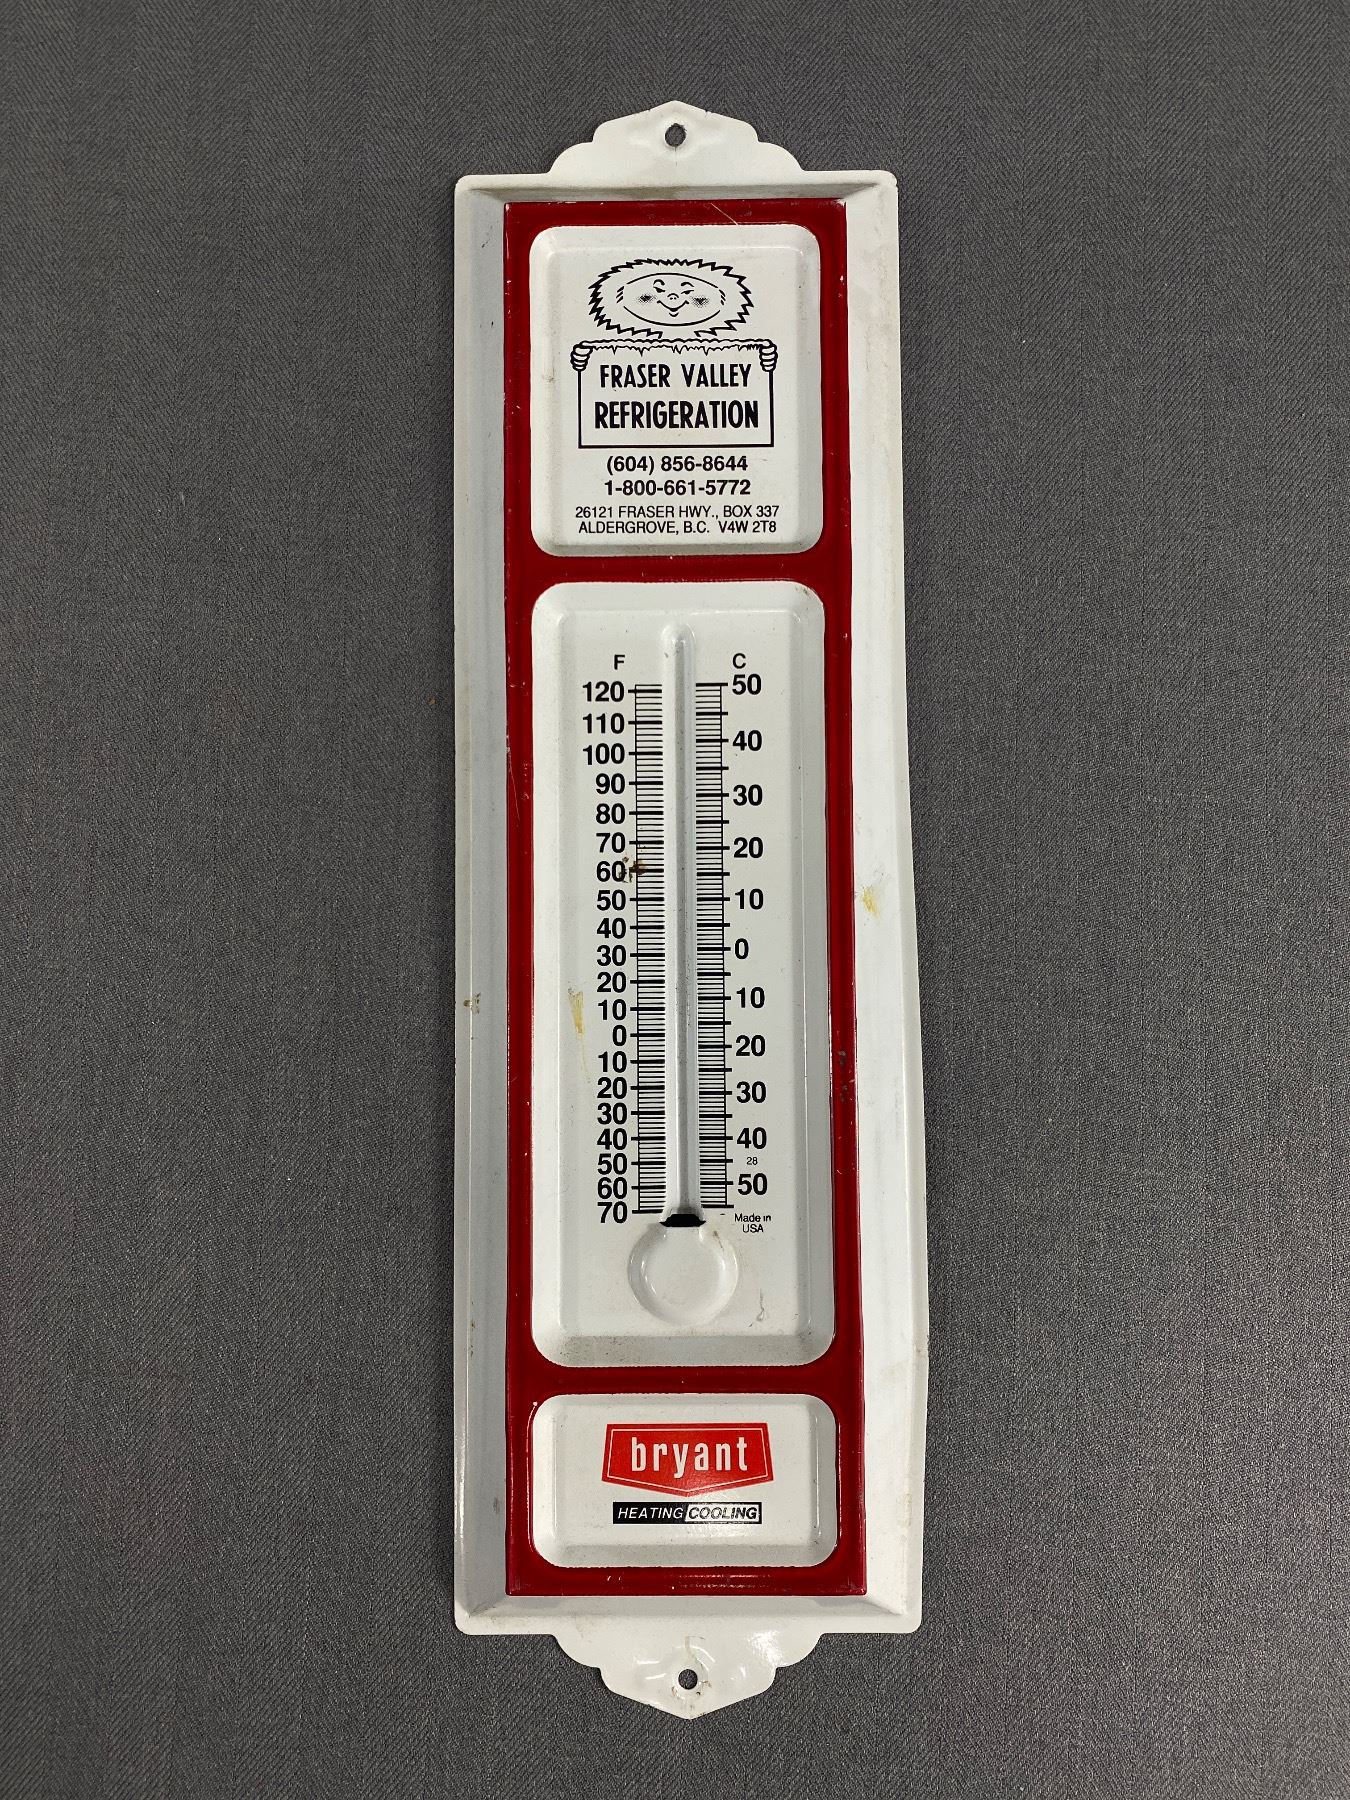 FRASER VALLEY
REFRIGERATION
(604) 856-8644
1-800-661-5772
26121 FRASER HWY., BOX 337
ALDERGROVE, B.C. V4W 2T8
F C
120 50
110
100 40
90
80 30
70 20
60
50 10
40
30 0
20
10 10
0 20
10
20 30
30
40 40
50 28
60 50
70
Made in
USA
bryant
HEATING COOLING